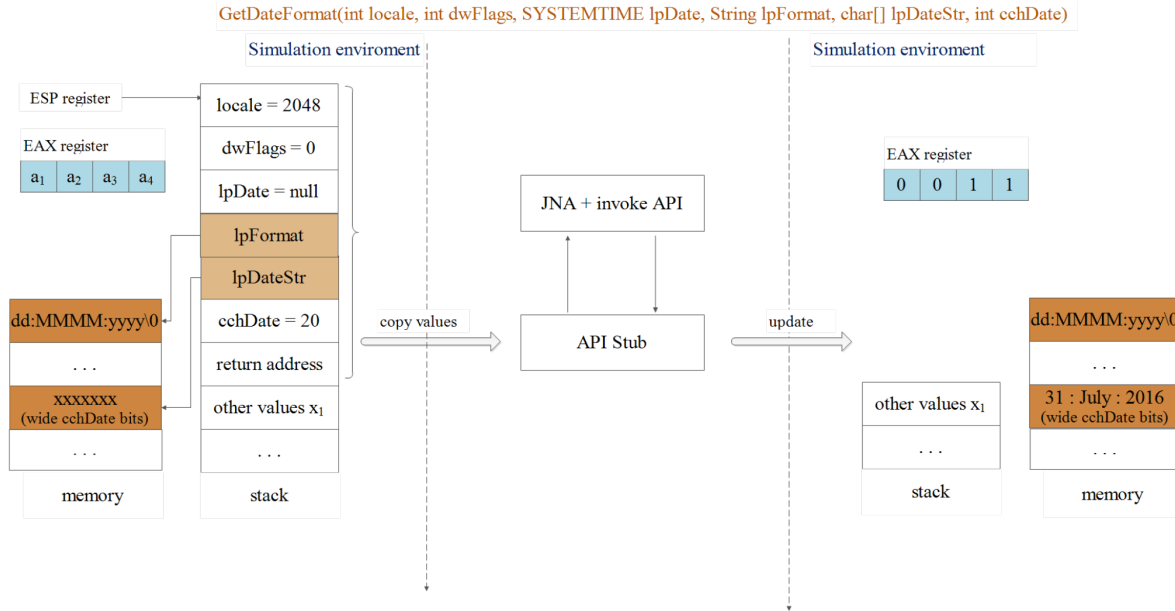 GetDateFormat(int locale, int dwFlags, SYSTEMTIME lpDate, String lpFormat, char[] lpDateStr, int cchDate)
Simulation enviroment
Simulation enviroment
ESP register
EAX register
a₁ a₂ a₃ a₄
locale = 2048
dwFlags = 0
lpDate = null
lpFormat
lpDateStr
cchDate = 20
return address
other values x₁
. . .
stack
dd:MMMM:yyyy\0
. . .
xxxxxxx
(wide cchDate bits)
. . .
memory
copy values
JNA + invoke API
API Stub
update
EAX register
0 0 1 1
other values x₁
. . .
stack
dd:MMMM:yyyy\0
. . .
31 : July : 2016
(wide cchDate bits)
. . .
memory